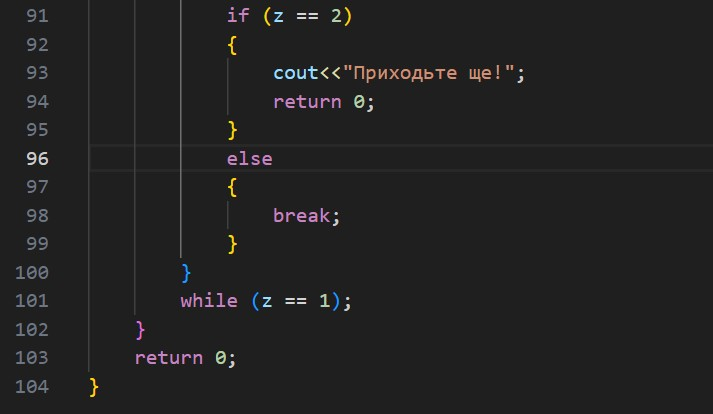 91 if (z == 2)
92 {
93 cout<<"Приходьте ще!";
94 return 0;
95 }
96 else
97 {
98 break;
99 }
100 }
101 while (z == 1);
102 }
103 return 0;
104 }